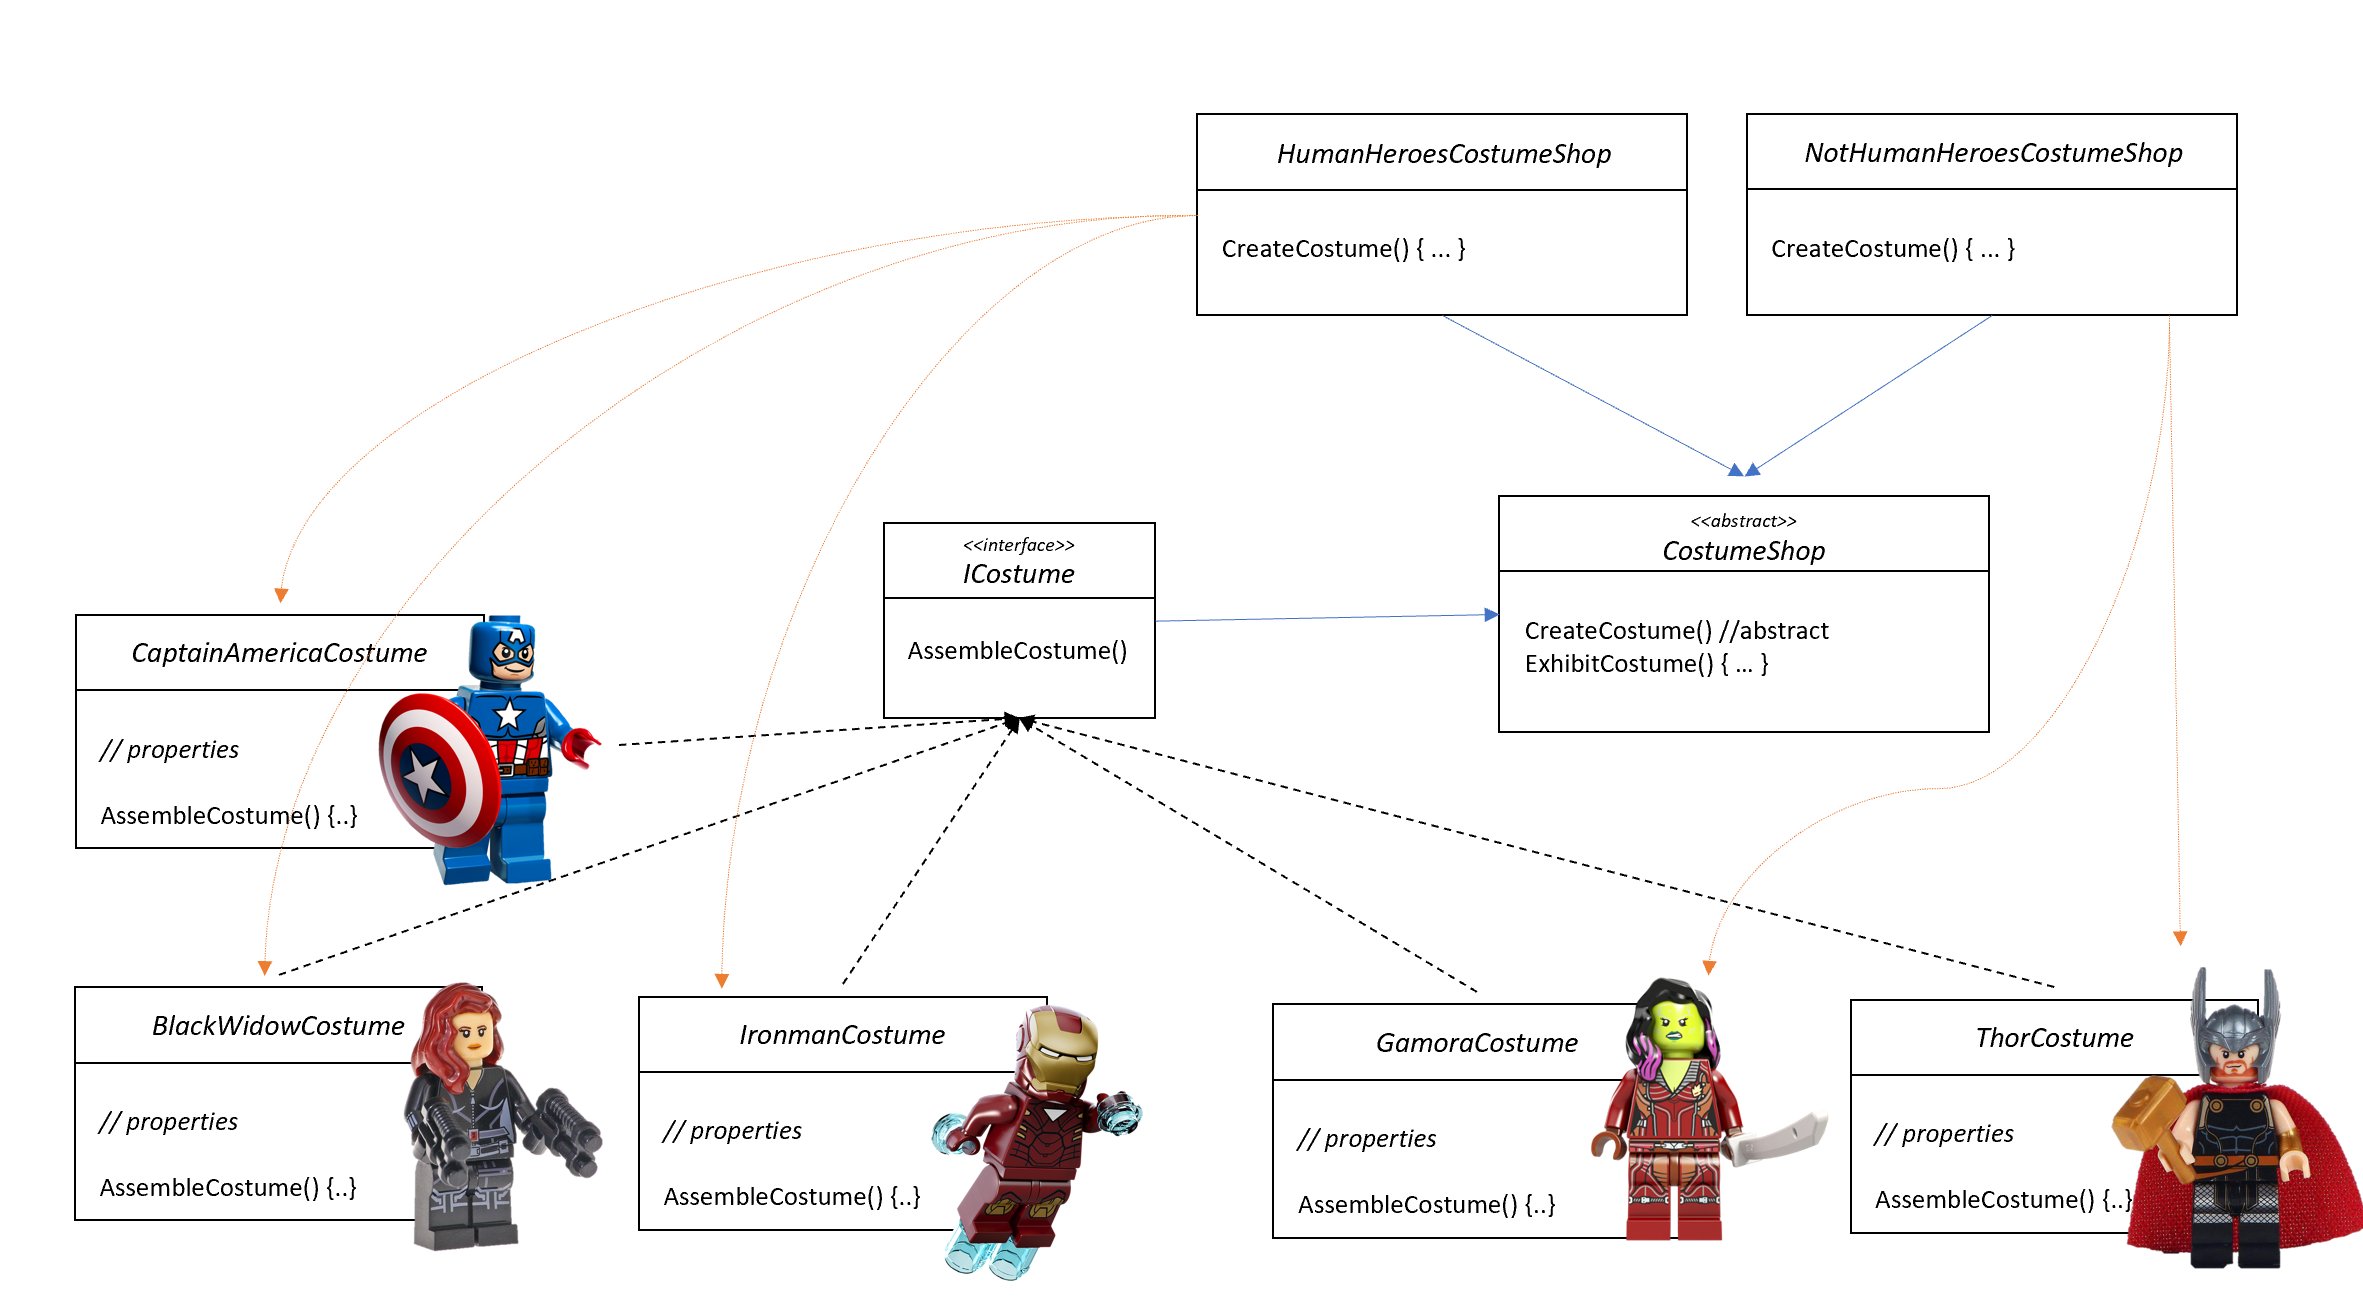 HumanHeroesCostumeShop
CreateCostume() { ... }
NotHumanHeroesCostumeShop
CreateCostume() { ... }
<<interface>>
ICostume
AssembleCostume()
<<abstract>>
CostumeShop
CreateCostume() //abstract
ExhibitCostume() { ... }
CaptainAmericaCostume
// properties
AssembleCostume() {..}
BlackWidowCostume
// properties
AssembleCostume() {..}
IronmanCostume
// properties
AssembleCostume() {..}
GamoraCostume
// properties
AssembleCostume() {..}
ThorCostume
// properties
AssembleCostume() {..}